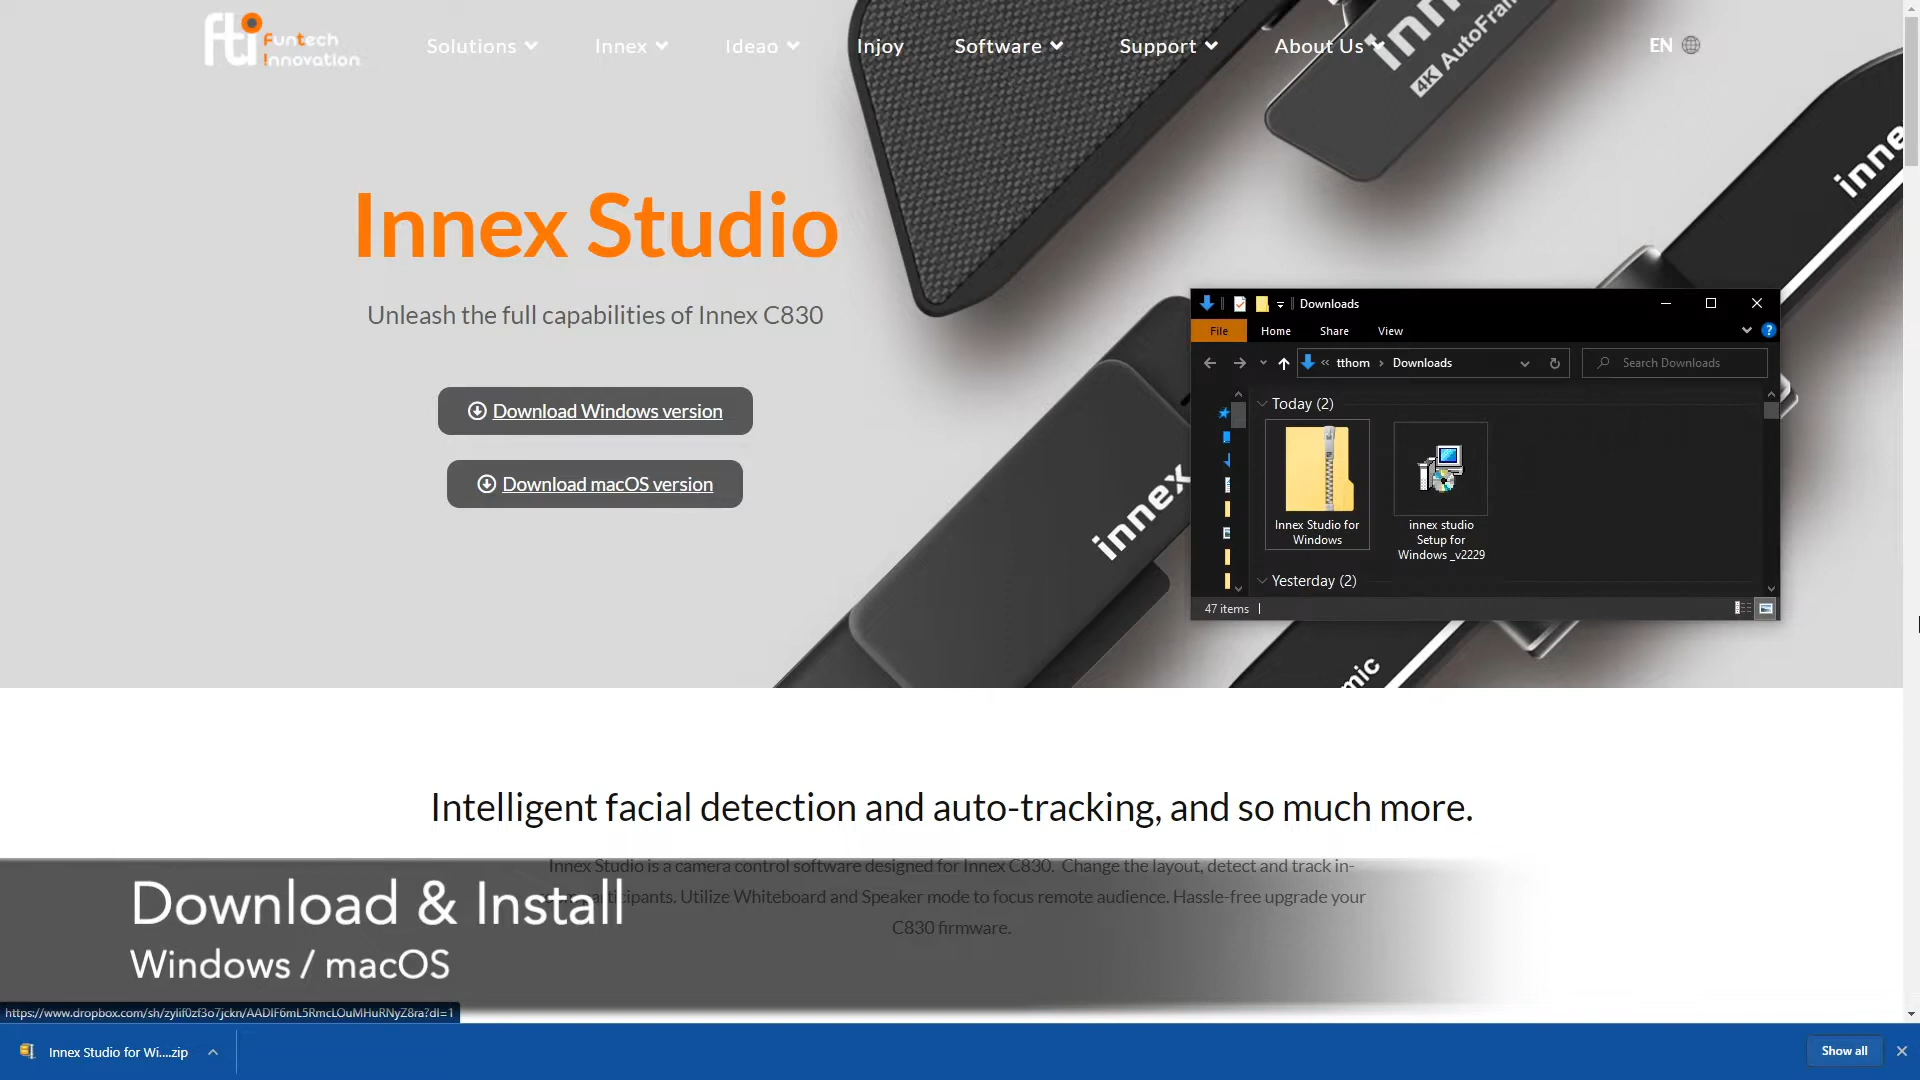 fti Funtech Innovation
Solutions
Innex
Ideao
Injoy
Software
Support
About Us
EN
Innex Studio
Unleash the full capabilities of Innex C830
Download Windows version
Download macOS version
inn
4K AutoFram
inne
innex
mic
Downloads
File
Home
Share
View
?
« tthom › Downloads
Search Downloads
Today (2)
Innex Studio for
Windows
innex studio
Setup for
Windows _v2229
Yesterday (2)
47 items
Intelligent facial detection and auto-tracking, and so much more.
Innex Studio is a camera control software designed for Innex C830. Change the layout, detect and track in-
participants. Utilize Whiteboard and Speaker mode to focus remote audience. Hassle-free upgrade your
C830 firmware.
Download & Install
Windows / macOS
https://www.dropbox.com/sh/zylif0zf3o7jckn/AADIF6mL5RmcLOuMHuRNyZ8ra?dl=1
Innex Studio for Wi....zip
Show all